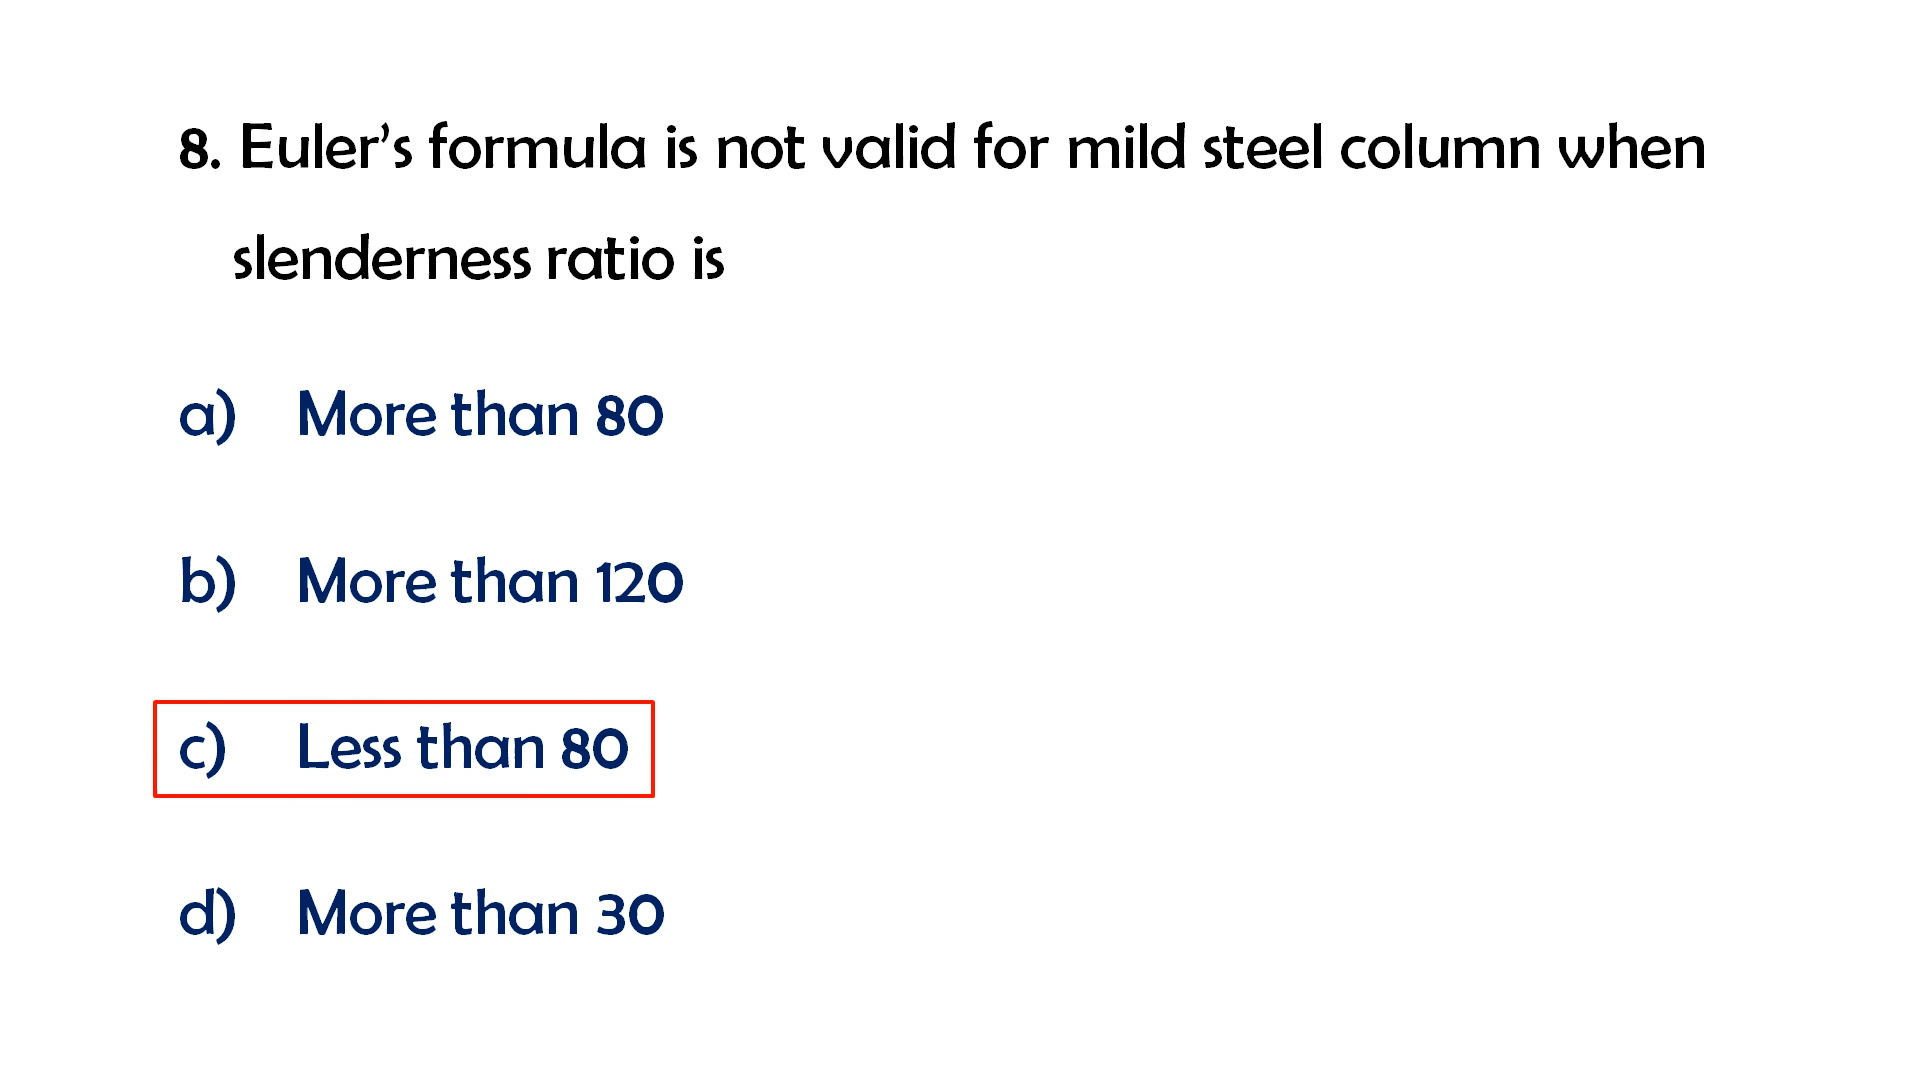 8. Euler’s formula is not valid for mild steel column when
slenderness ratio is
a) More than 80
b) More than 120
c) Less than 80
d) More than 30